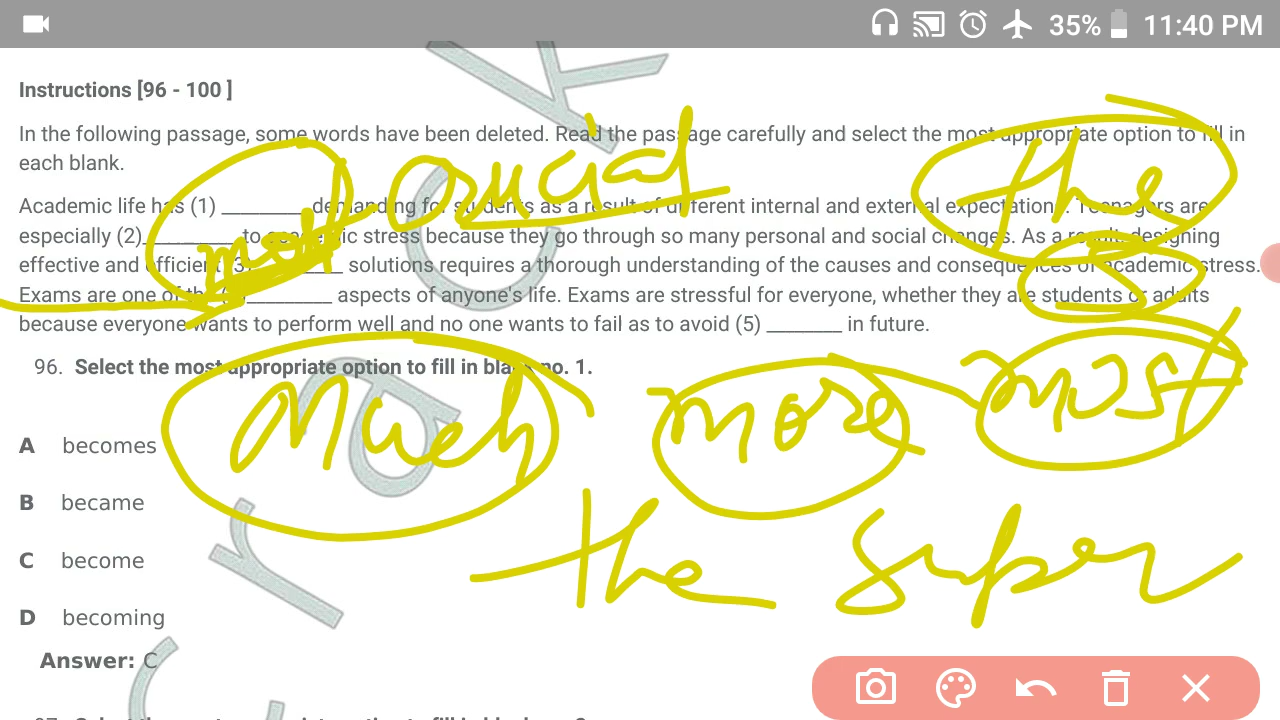 35% 11:40 PM
Instructions [96 - 100 ]
In the following passage, some words have been deleted. Read the passage carefully and select the most appropriate option to fill in
each blank.
Academic life has (1) _________ demanding for students as a result of different internal and external expectations. Teenagers are
especially (2)__________ to academic stress because they go through so many personal and social changes. As a result, designing
effective and efficient (3)_________ solutions requires a thorough understanding of the causes and consequences of academic stress.
Exams are one of the __________ aspects of anyone's life. Exams are stressful for everyone, whether they are students or adults
because everyone wants to perform well and no one wants to fail as to avoid (5) ________ in future.
most crucial the
S
96. Select the most appropriate option to fill in blank no. 1.
Much more most
the super
A becomes
B became
C become
D becoming
Answer: C